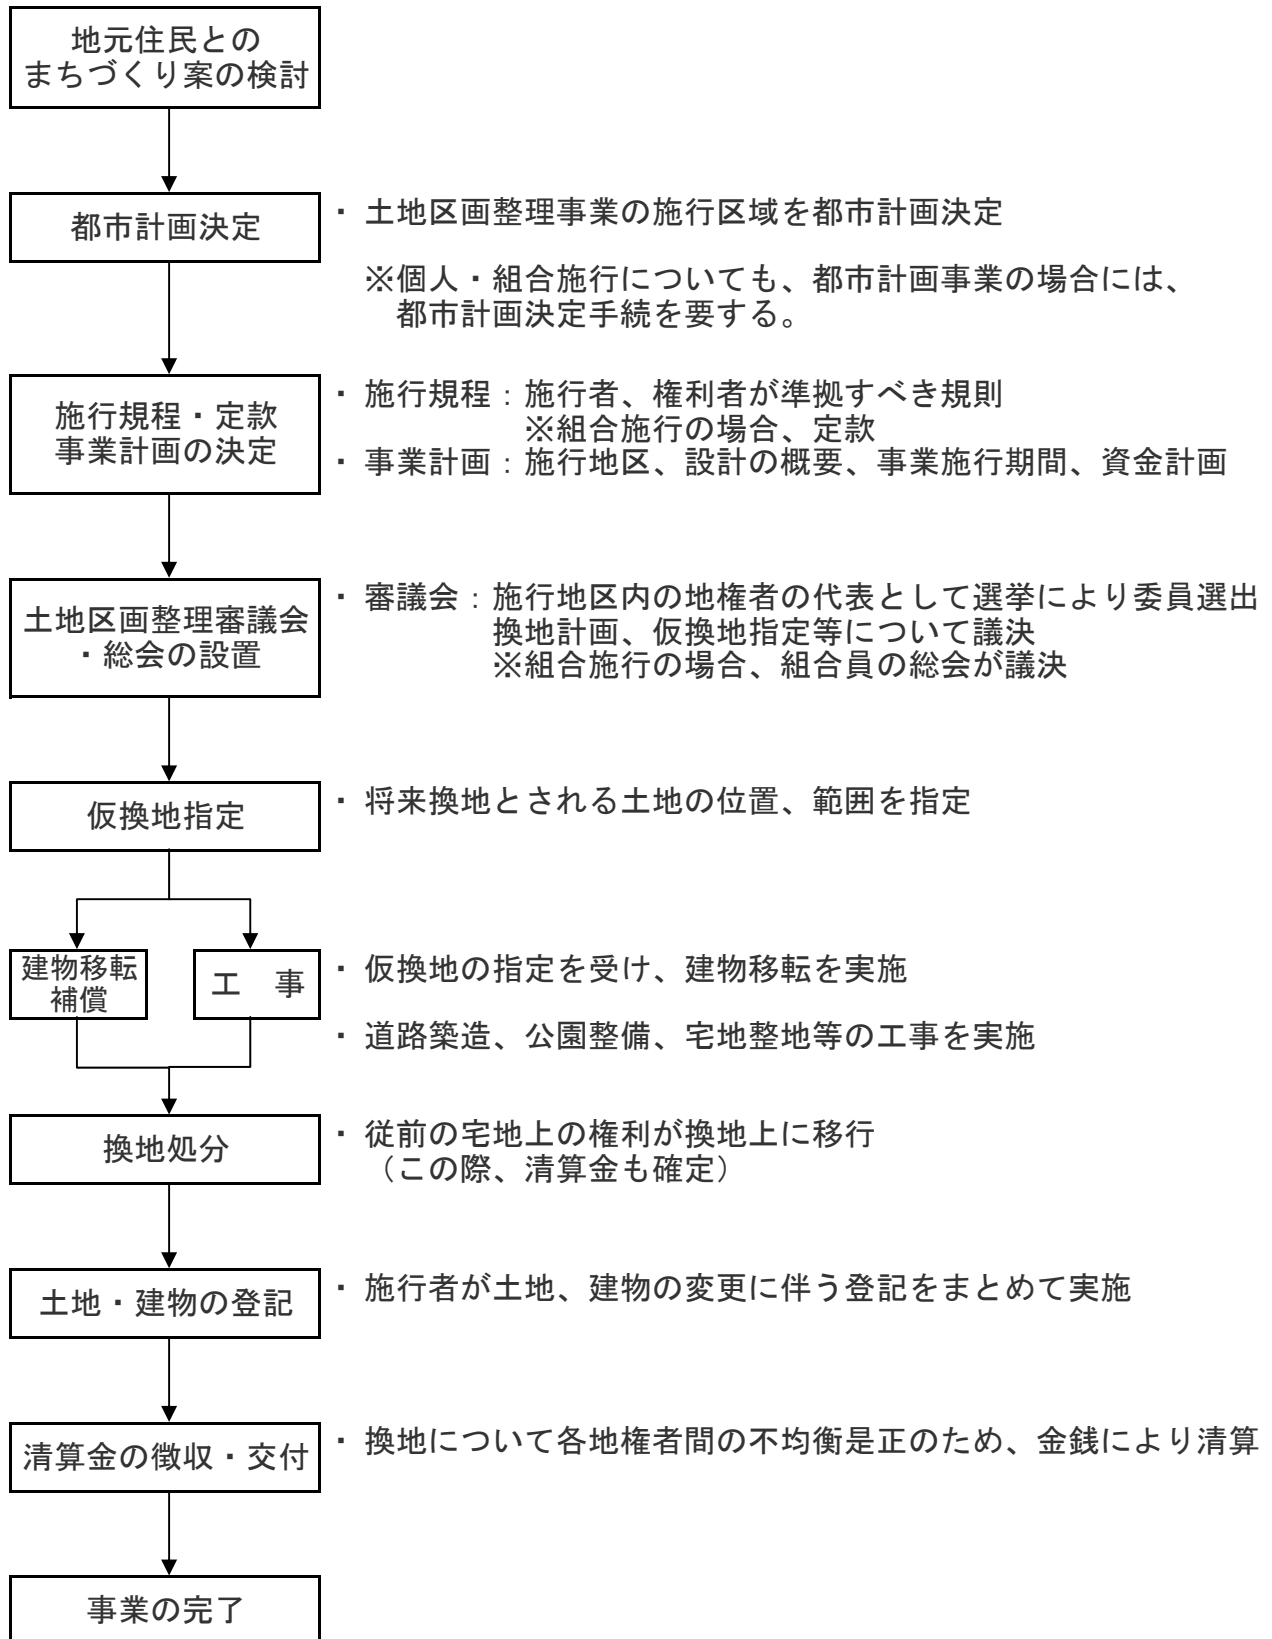 地元住民との
まちづくり案の検討
都市計画決定
・ 土地区画整理事業の施行区域を都市計画決定
※個人・組合施行についても、都市計画事業の場合には、
都市計画決定手続を要する。
施行規程・定款
事業計画の決定
・ 施行規程：施行者、権利者が準拠すべき規則
※組合施行の場合、定款
・ 事業計画：施行地区、設計の概要、事業施行期間、資金計画
土地区画整理審議会
・総会の設置
・ 審議会：施行地区内の地権者の代表として選挙により委員選出
換地計画、仮換地指定等について議決
※組合施行の場合、組合員の総会が議決
仮換地指定
・ 将来換地とされる土地の位置、範囲を指定
建物移転
補償
工　事
・ 仮換地の指定を受け、建物移転を実施
・ 道路築造、公園整備、宅地整地等の工事を実施
換地処分
・ 従前の宅地上の権利が換地上に移行
（この際、清算金も確定）
土地・建物の登記
・ 施行者が土地、建物の変更に伴う登記をまとめて実施
清算金の徴収・交付
・ 換地について各地権者間の不均衡是正のため、金銭により清算
事業の完了